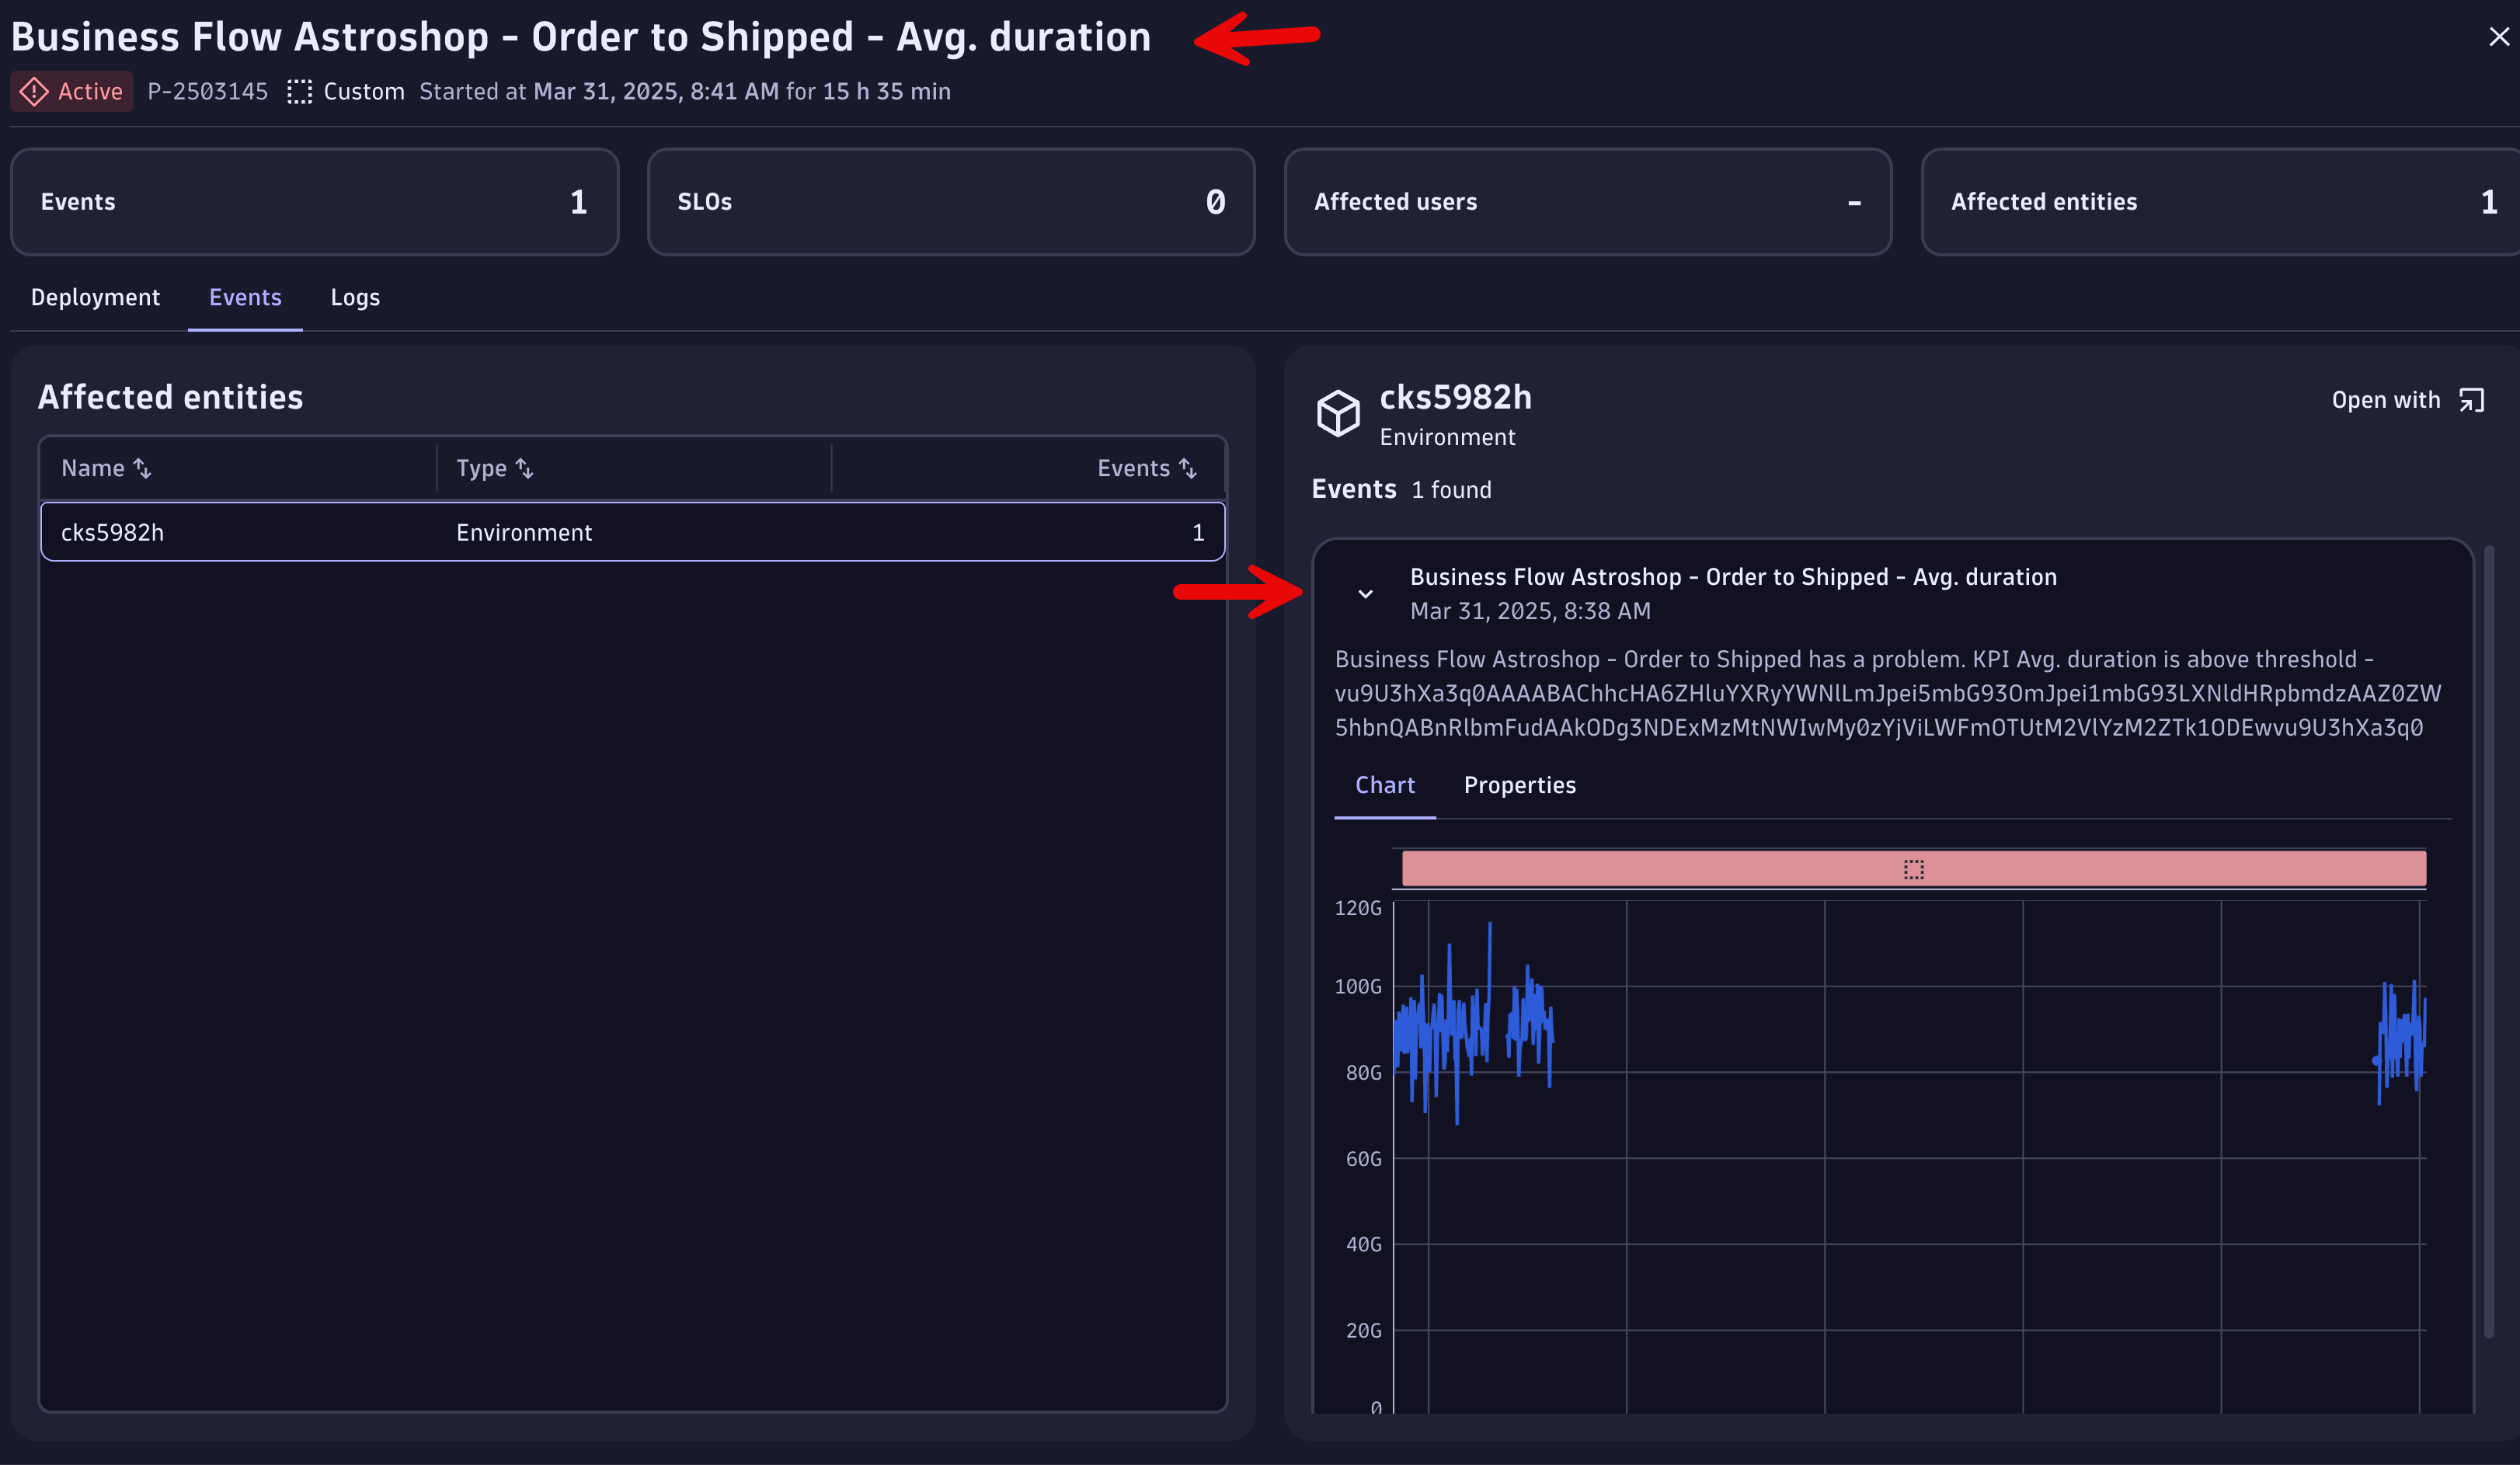 Business Flow Astroshop - Order to Shipped - Avg. duration
Active P-2503145 Custom Started at Mar 31, 2025, 8:41 AM for 15 h 35 min
Events 1
SLOs 0
Affected users -
Affected entities 1
Deployment Events Logs
Affected entities
Name Type Events
cks5982h Environment 1
cks5982h
Environment
Open with
Events 1 found
Business Flow Astroshop - Order to Shipped - Avg. duration
Mar 31, 2025, 8:38 AM
Business Flow Astroshop - Order to Shipped has a problem. KPI Avg. duration is above threshold -
vu9U3hXa3q0AAAABAChhcHA6ZHluYXRyYWNlLmJpei5mbG93OmJpei1mbG93LXNldHRpbmdzAAZ0ZW
5hbnQABnRlbmFudAAkODg3NDExMzMtNWIwMy0zYjViLWFmOTUtM2VlYzM2ZTk1ODEwvu9U3hXa3q0
Chart Properties
120G
100G
80G
60G
40G
20G
0